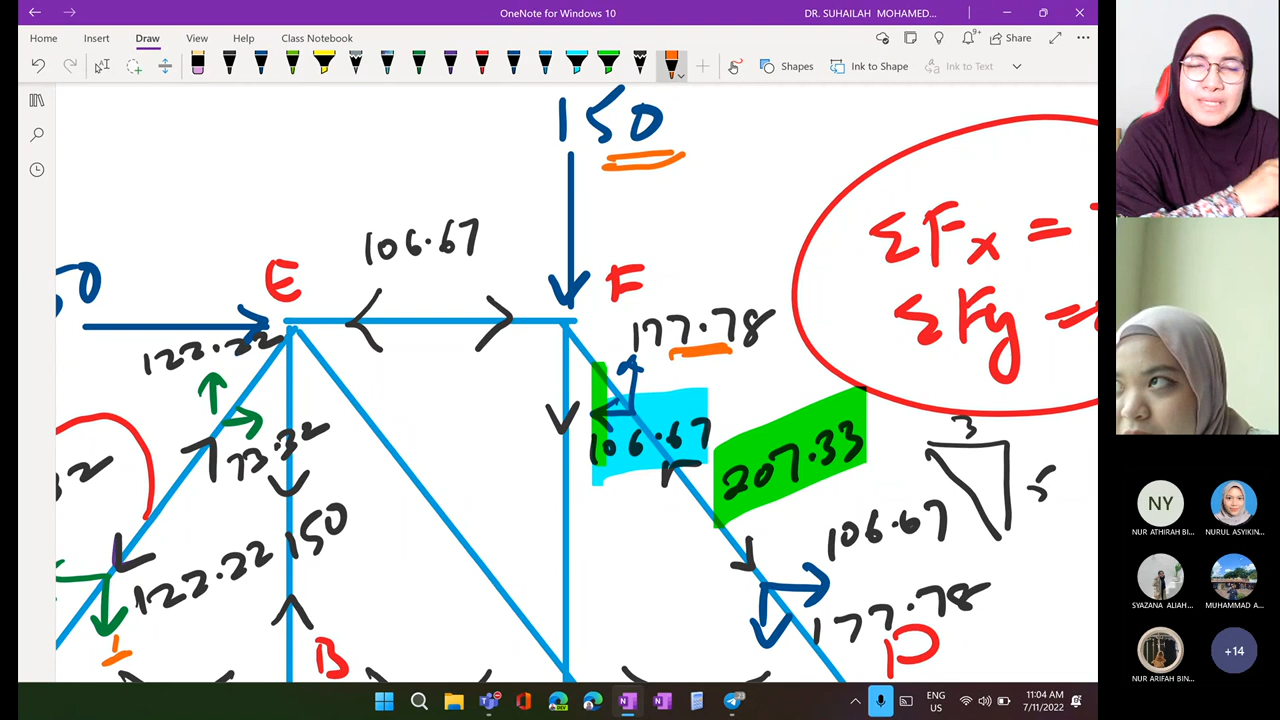 OneNote for Windows 10
DR. SUHAILAH MOHAMED...
Home Insert Draw View Help Class Notebook
Share
Shapes Ink to Shape Ink to Text
150
ΣFx =
ΣFy =
106.67
E
F
50
177.78
122.22
106.67
73.32
207.33
3
5
32
106.67
150
122.22
177.78
B
D
NY
NUR ATHIRAH BI...
NURUL ASYIKIN...
SYAZANA ALIAH...
MUHAMMAD A...
NUR ARIFAH BIN...
+14
ENG
US
11:04 AM
7/11/2022